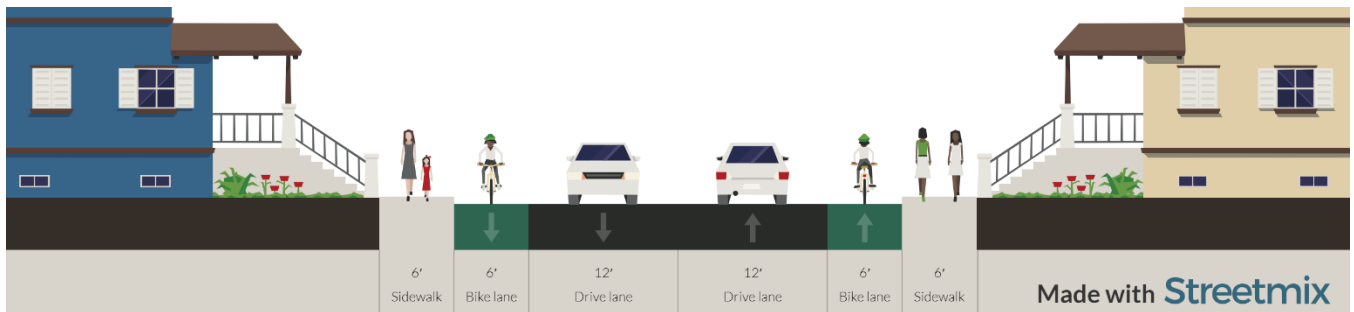 6′ 6′ 12′ 12′ 6′ 6′
Sidewalk Bike lane Drive lane Drive lane Bike lane Sidewalk
Made with Streetmix